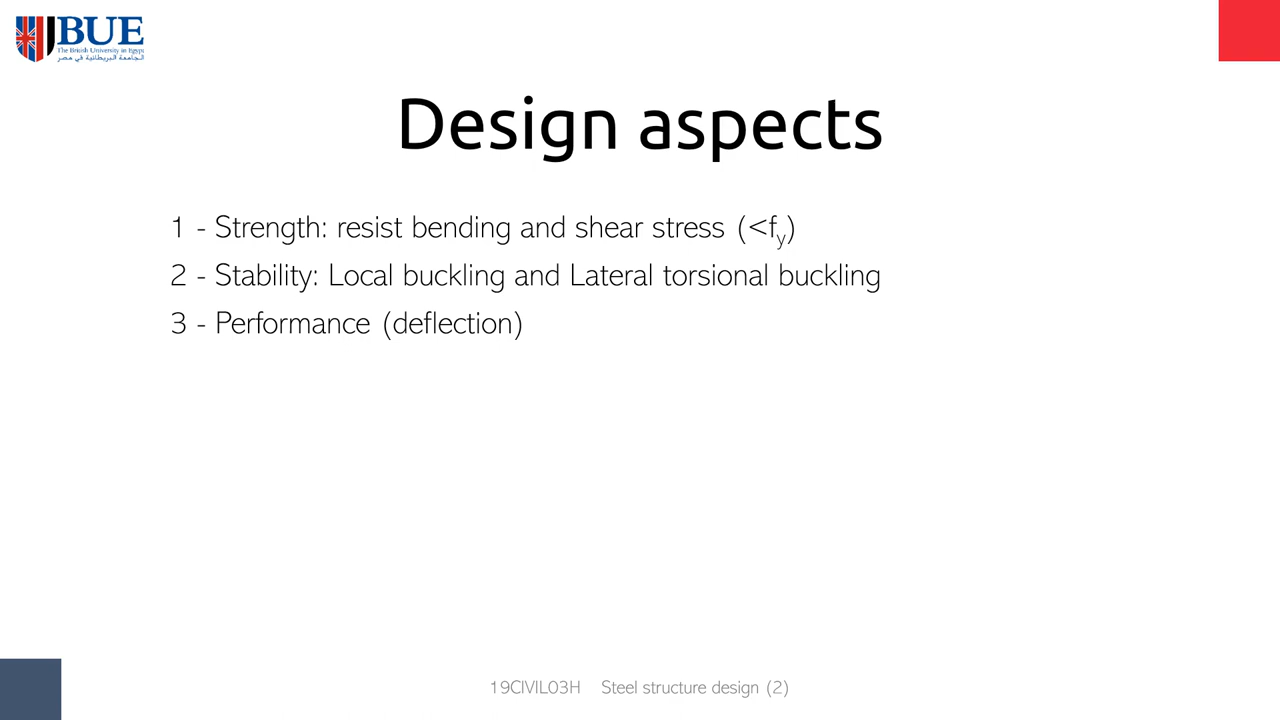 BUE
The British University in Egypt
الجامعة البريطانية في مصر
Design aspects
1 - Strength: resist bending and shear stress (<fy)
2 - Stability: Local buckling and Lateral torsional buckling
3 - Performance (deflection)
19CIVIL03H Steel structure design (2)